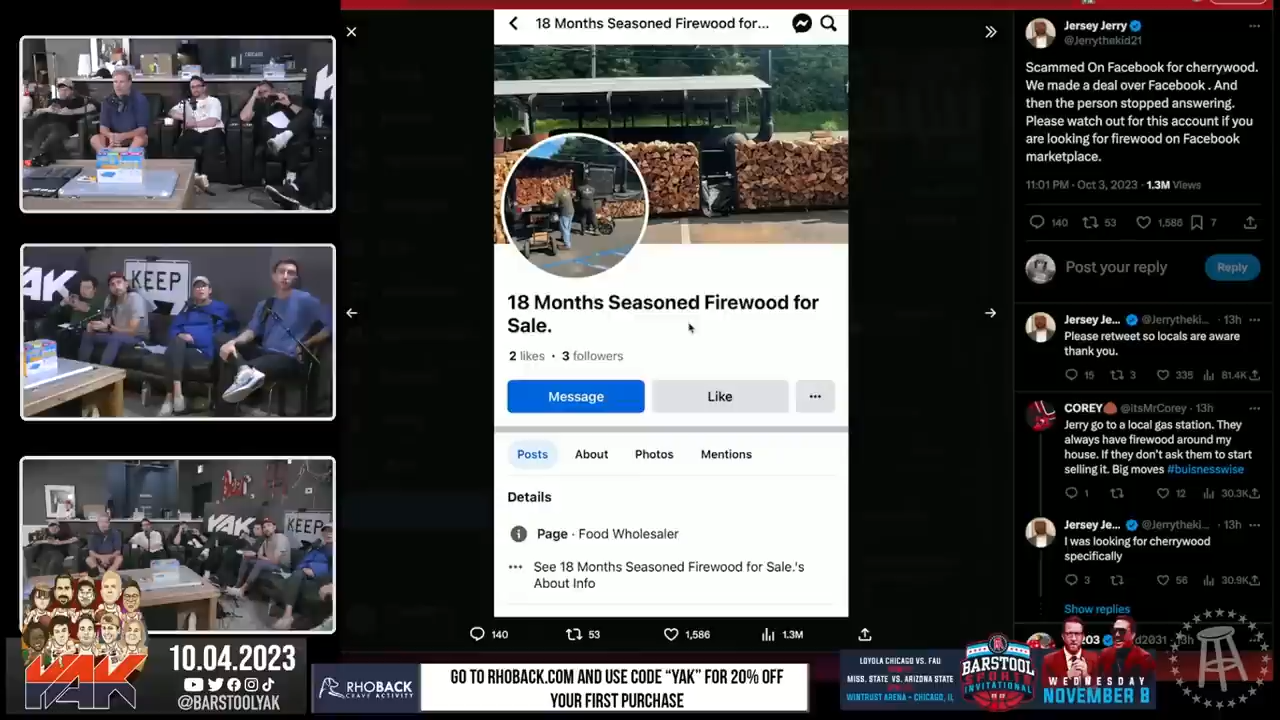 18 Months Seasoned Firewood for...
18 Months Seasoned Firewood for
Sale.
2 likes • 3 followers
Message
Like
Posts
About
Photos
Mentions
Details
Page · Food Wholesaler
See 18 Months Seasoned Firewood for Sale.'s
About Info
140
53
1,586
1.3M
Jersey Jerry
@Jerrythekid21
Scammed On Facebook for cherrywood.
We made a deal over Facebook . And
then the person stopped answering.
Please watch out for this account if you
are looking for firewood on Facebook
marketplace.
11:01 PM · Oct 3, 2023 · 1.3M Views
140
53
1,586
7
Post your reply
Reply
Jersey Je... @Jerrytheki... · 13h
Please retweet so locals are aware
thank you.
15
3
335
81.4K
COREY @itsMrCorey · 13h
Jerry go to a local gas station. They
always have firewood around my
house. If they don't ask them to start
selling it. Big moves #buisnesswise
1
12
30.3K
Jersey Je... @Jerrytheki... · 13h
I was looking for cherrywood
specifically
3
56
30.9K
Show replies
YAK
KEEP
YAK
KEEP
YAK
10.04.2023
@BARSTOOLYAK
RHOBACK
CRAVE ACTIVITY
GO TO RHOBACK.COM AND USE CODE “YAK” FOR 20% OFF
YOUR FIRST PURCHASE
LOYOLA CHICAGO VS. FAU
MISS. STATE VS. ARIZONA STATE
WINTRUST ARENA - CHICAGO, IL
BARSTOOL
SPORTS
INVITATIONAL
WEDNESDAY
NOVEMBER 8